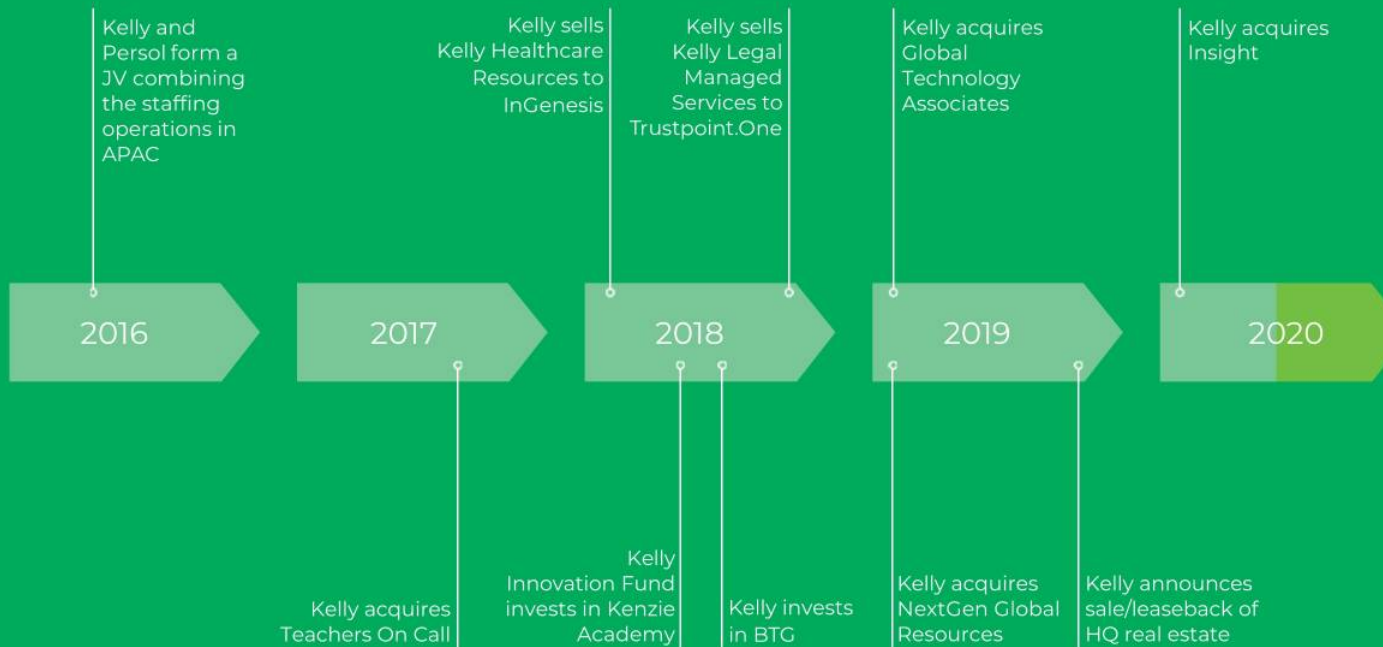 Kelly and
Persol form a
JV combining
the staffing
operations in
APAC
Kelly sells
Kelly Healthcare
Resources to
InGenesis
Kelly sells
Kelly Legal
Managed
Services to
Trustpoint.One
Kelly acquires
Global
Technology
Associates
Kelly acquires
Insight
2016
2017
2018
2019
2020
Kelly acquires
Teachers On Call
Kelly
Innovation Fund
invests in Kenzie
Academy
Kelly invests
in BTG
Kelly acquires
NextGen Global
Resources
Kelly announces
sale/leaseback of
HQ real estate